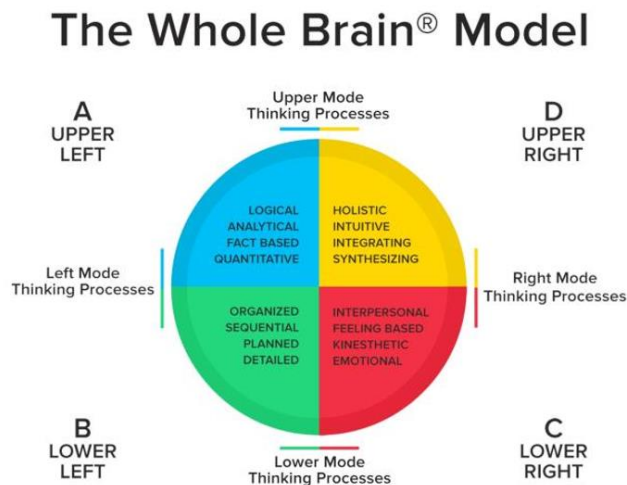 The Whole Brain® Model
A
UPPER
LEFT
Upper Mode
Thinking Processes
D
UPPER
RIGHT
LOGICAL
ANALYTICAL
FACT BASED
QUANTITATIVE
HOLISTIC
INTUITIVE
INTEGRATING
SYNTHESIZING
Left Mode
Thinking Processes
Right Mode
Thinking Processes
ORGANIZED
SEQUENTIAL
PLANNED
DETAILED
INTERPERSONAL
FEELING BASED
KINESTHETIC
EMOTIONAL
B
LOWER
LEFT
Lower Mode
Thinking Processes
C
LOWER
RIGHT